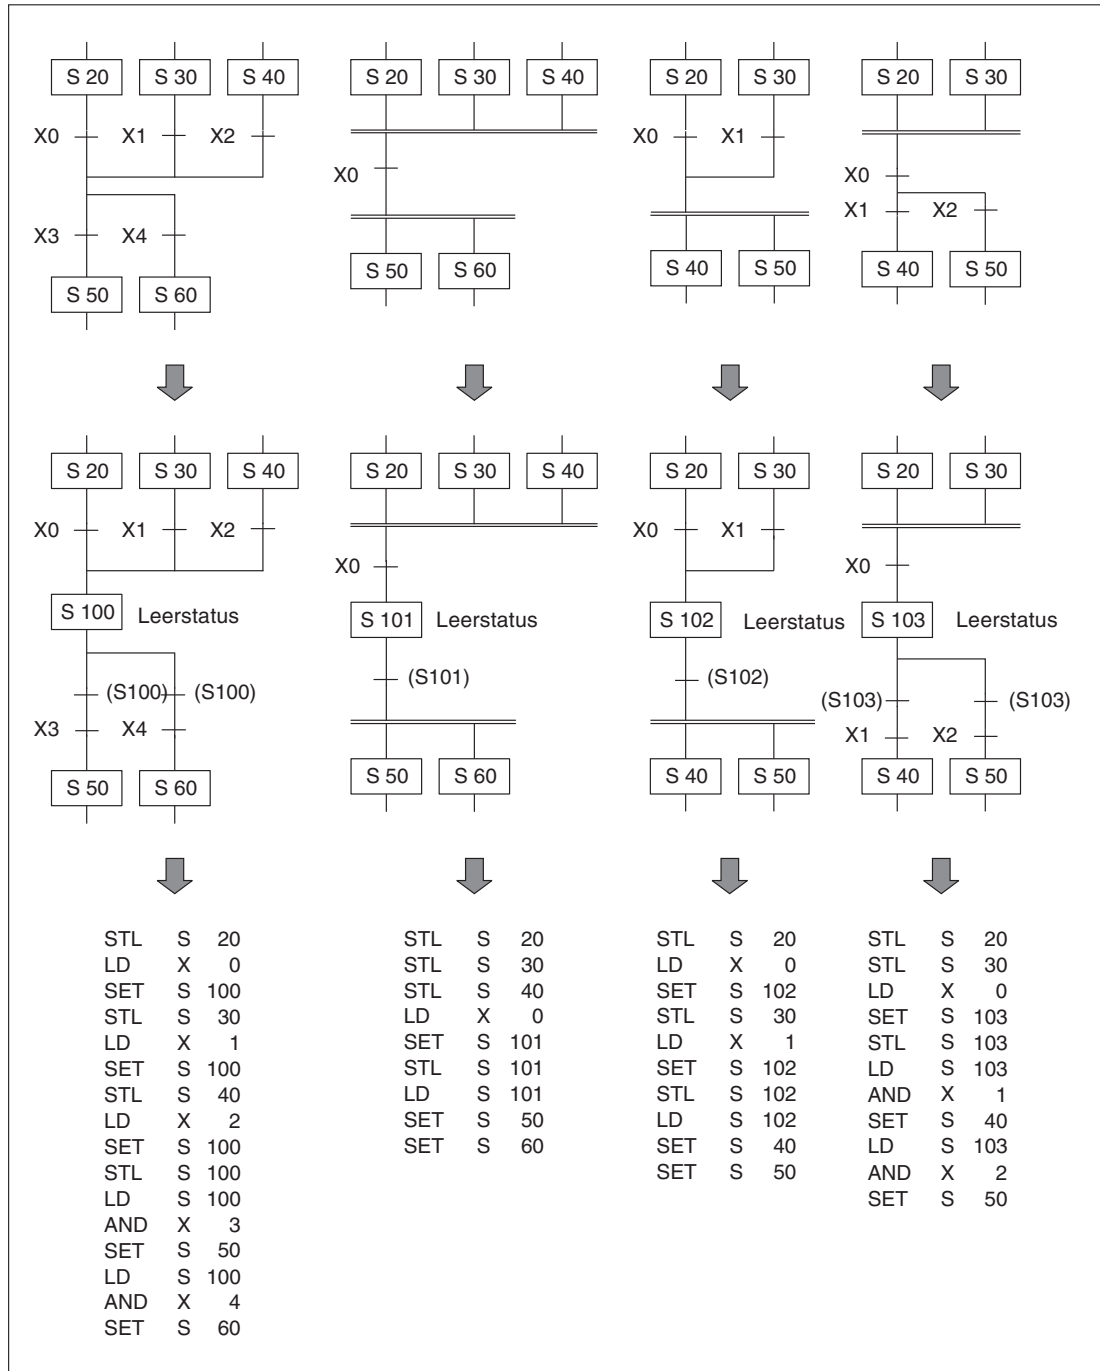 S 20 S 30 S 40 S 20 S 30 S 40 S 20 S 30 S 20 S 30
X0 X1 X2 X0 X1
X0 X0
X1 X2
X3 X4
S 50 S 60 S 50 S 60 S 40 S 50 S 40 S 50
S 20 S 30 S 40 S 20 S 30 S 40 S 20 S 30 S 20 S 30
X0 X1 X2 X0 X1
X0 X0
S 100 Leerstatus S 101 Leerstatus S 102 Leerstatus S 103 Leerstatus
(S100) (S100) (S101) (S102) (S103) (S103)
X3 X4 X1 X2
S 50 S 60 S 50 S 60 S 40 S 50 S 40 S 50
STL S 20
LD X 0
SET S 100
STL S 30
LD X 1
SET S 100
STL S 40
LD X 2
SET S 100
STL S 100
LD S 100
AND X 3
SET S 50
LD S 100
AND X 4
SET S 60
STL S 20
STL S 30
STL S 40
LD X 0
SET S 101
STL S 101
LD S 101
SET S 50
SET S 60
STL S 20
LD X 0
SET S 102
STL S 30
LD X 1
SET S 102
STL S 102
LD S 102
SET S 40
SET S 50
STL S 20
STL S 30
LD X 0
SET S 103
STL S 103
LD S 103
AND X 1
SET S 40
LD S 103
AND X 2
SET S 50